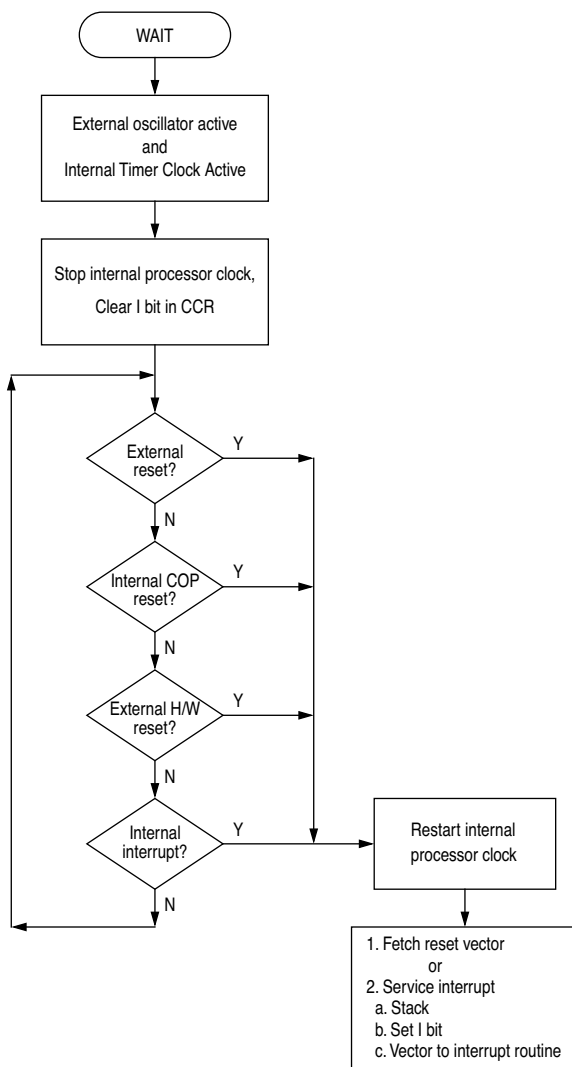 WAIT
External oscillator active
and
Internal Timer Clock Active
Stop internal processor clock,
Clear I bit in CCR
External
reset?
Y
N
Internal COP
reset?
Y
N
External H/W
reset?
Y
N
Internal
interrupt?
Y
N
Restart internal
processor clock
1. Fetch reset vector
or
2. Service interrupt
a. Stack
b. Set I bit
c. Vector to interrupt routine